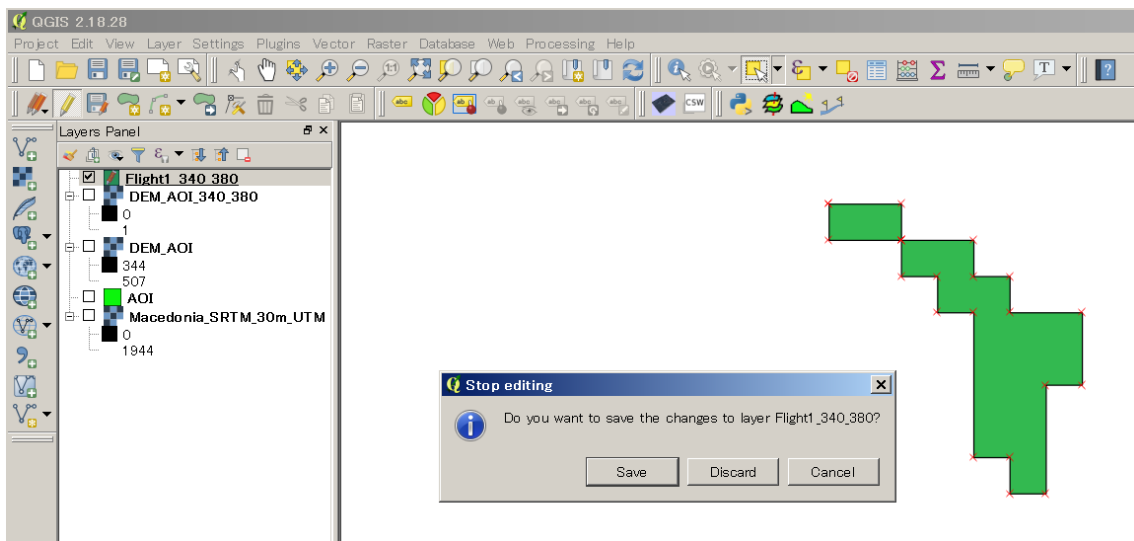 QGIS 2.18.28
Project Edit View Layer Settings Plugins Vector Raster Database Web Processing Help
CSW
Layers Panel
Flight1_340_380
DEM_AOI_340_380
0
1
DEM_AOI
344
507
AOI
Macedonia_SRTM_30m_UTM
0
1944
Stop editing
Do you want to save the changes to layer Flight1_340_380?
Save Discard Cancel